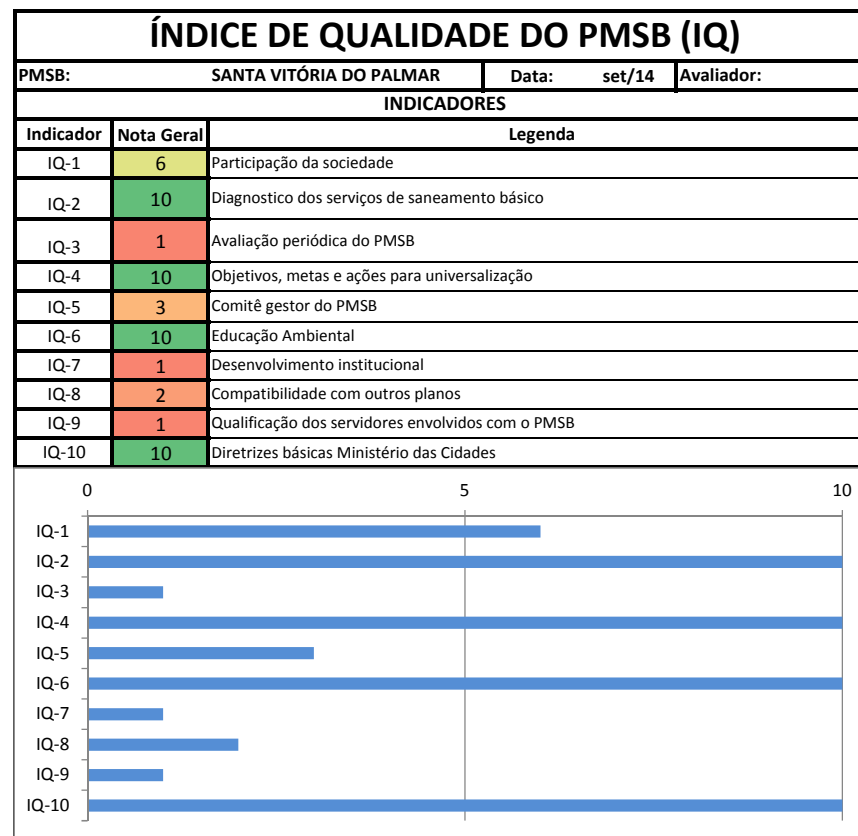 ÍNDICE DE QUALIDADE DO PMSB (IQ)
PMSB: SANTA VITÓRIA DO PALMAR Data: set/14 Avaliador:
INDICADORES
Indicador Nota Geral Legenda
IQ-1 6 Participação da sociedade
IQ-2 10 Diagnostico dos serviços de saneamento básico
IQ-3 1 Avaliação periódica do PMSB
IQ-4 10 Objetivos, metas e ações para universalização
IQ-5 3 Comitê gestor do PMSB
IQ-6 10 Educação Ambiental
IQ-7 1 Desenvolvimento institucional
IQ-8 2 Compatibilidade com outros planos
IQ-9 1 Qualificação dos servidores envolvidos com o PMSB
IQ-10 10 Diretrizes básicas Ministério das Cidades
0 5 10
IQ-1
IQ-2
IQ-3
IQ-4
IQ-5
IQ-6
IQ-7
IQ-8
IQ-9
IQ-10